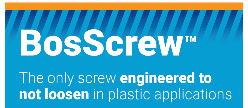 BosScrew™
The only screw engineered to
not loosen in plastic applications